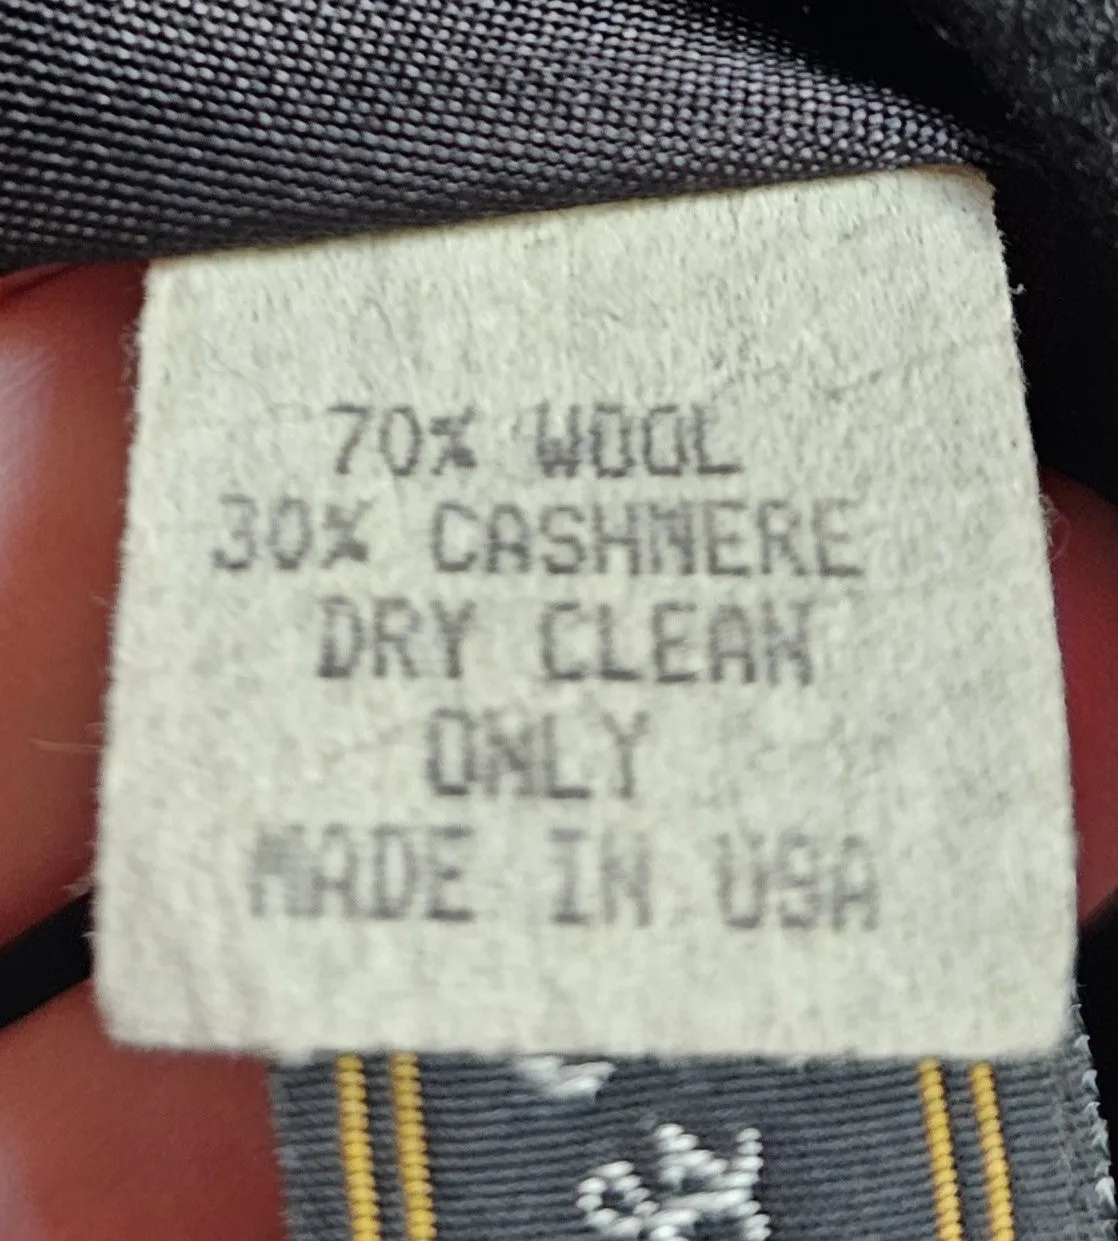 70% WOOL
30% CASHMERE
DRY CLEAN
ONLY
MADE IN USA